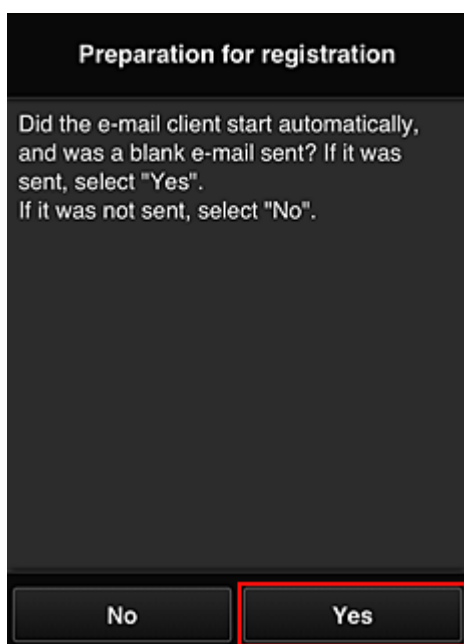 Preparation for registration
Did the e-mail client start automatically,
and was a blank e-mail sent? If it was
sent, select "Yes".
If it was not sent, select "No".
No
Yes